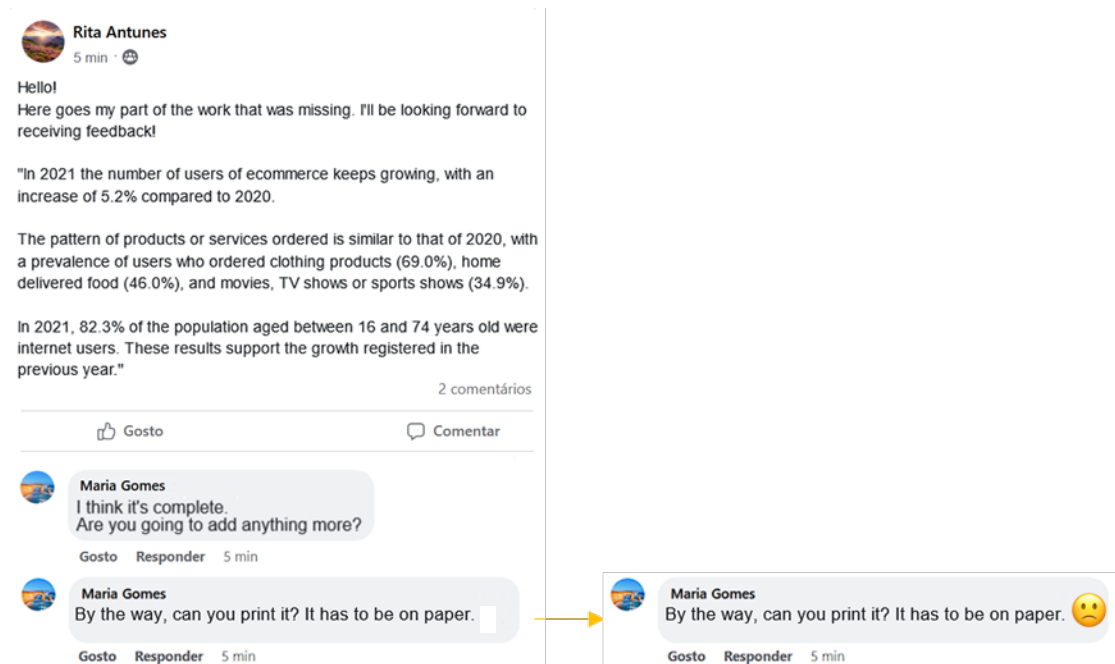 Rita Antunes
5 min ·
Hello!
Here goes my part of the work that was missing. I'll be looking forward to
receiving feedback!
"In 2021 the number of users of ecommerce keeps growing, with an
increase of 5.2% compared to 2020.
The pattern of products or services ordered is similar to that of 2020, with
a prevalence of users who ordered clothing products (69.0%), home
delivered food (46.0%), and movies, TV shows or sports shows (34.9%).
In 2021, 82.3% of the population aged between 16 and 74 years old were
internet users. These results support the growth registered in the
previous year."
2 comentários
Gosto Comentar
Maria Gomes
I think it's complete.
Are you going to add anything more?
Gosto Responder 5 min
Maria Gomes
By the way, can you print it? It has to be on paper.
Gosto Responder 5 min
Maria Gomes
By the way, can you print it? It has to be on paper. 🙁
Gosto Responder 5 min